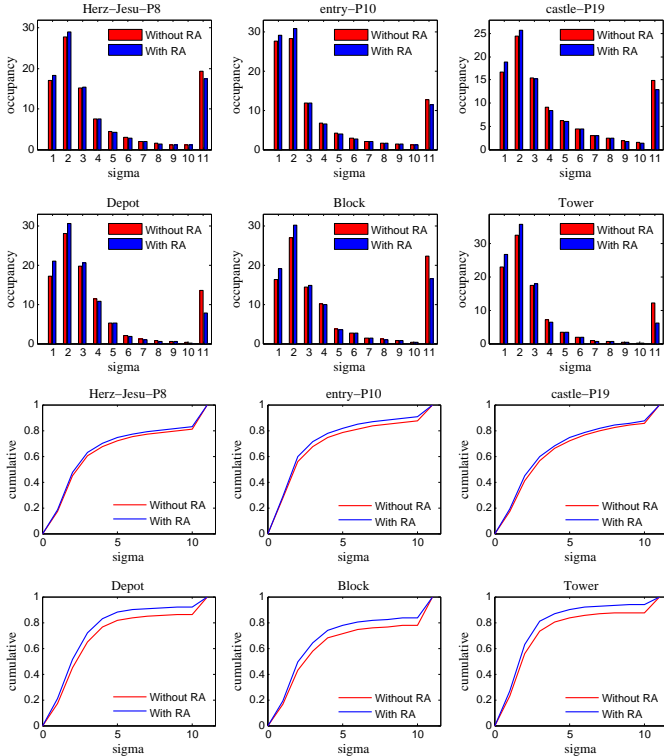 Herz-Jesu-P8
Without RA
With RA
occupancy
30
20
10
0
1 2 3 4 5 6 7 8 9 10 11
sigma
entry-P10
Without RA
With RA
occupancy
30
20
10
0
1 2 3 4 5 6 7 8 9 10 11
sigma
castle-P19
Without RA
With RA
occupancy
25
20
15
10
5
0
1 2 3 4 5 6 7 8 9 10 11
sigma
Depot
Without RA
With RA
occupancy
30
20
10
0
1 2 3 4 5 6 7 8 9 10 11
sigma
Block
Without RA
With RA
occupancy
30
20
10
0
1 2 3 4 5 6 7 8 9 10 11
sigma
Tower
Without RA
With RA
occupancy
30
20
10
0
1 2 3 4 5 6 7 8 9 10 11
sigma
Herz-Jesu-P8
cumulative
1
0.8
0.6
0.4
0.2
0
Without RA
With RA
0 5 10
sigma
entry-P10
cumulative
1
0.8
0.6
0.4
0.2
0
Without RA
With RA
0 5 10
sigma
castle-P19
cumulative
1
0.8
0.6
0.4
0.2
0
Without RA
With RA
0 5 10
sigma
Depot
cumulative
1
0.8
0.6
0.4
0.2
0
Without RA
With RA
0 5 10
sigma
Block
cumulative
1
0.8
0.6
0.4
0.2
0
Without RA
With RA
0 5 10
sigma
Tower
cumulative
1
0.8
0.6
0.4
0.2
0
Without RA
With RA
0 5 10
sigma